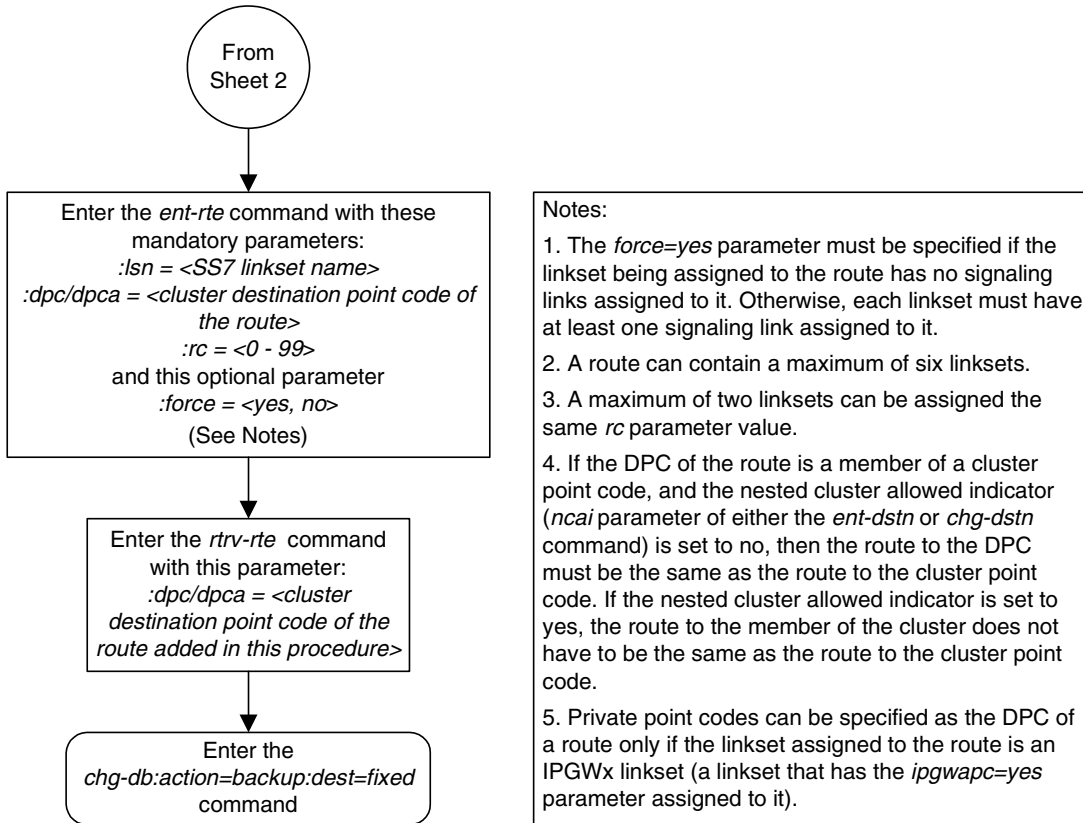 From
Sheet 2
Enter the ent-rte command with these
mandatory parameters:
:lsn = <SS7 linkset name>
:dpc/dpca = <cluster destination point code of
the route>
:rc = <0 - 99>
and this optional parameter
:force = <yes, no>
(See Notes)
Enter the rtrv-rte command
with this parameter:
:dpc/dpca = <cluster
destination point code of the
route added in this procedure>
Enter the
chg-db:action=backup:dest=fixed
command
Notes:
1. The force=yes parameter must be specified if the
linkset being assigned to the route has no signaling
links assigned to it. Otherwise, each linkset must have
at least one signaling link assigned to it.
2. A route can contain a maximum of six linksets.
3. A maximum of two linksets can be assigned the
same rc parameter value.
4. If the DPC of the route is a member of a cluster
point code, and the nested cluster allowed indicator
(ncai parameter of either the ent-dstn or chg-dstn
command) is set to no, then the route to the DPC
must be the same as the route to the cluster point
code. If the nested cluster allowed indicator is set to
yes, the route to the member of the cluster does not
have to be the same as the route to the cluster point
code.
5. Private point codes can be specified as the DPC of
a route only if the linkset assigned to the route is an
IPGWx linkset (a linkset that has the ipgwapc=yes
parameter assigned to it).